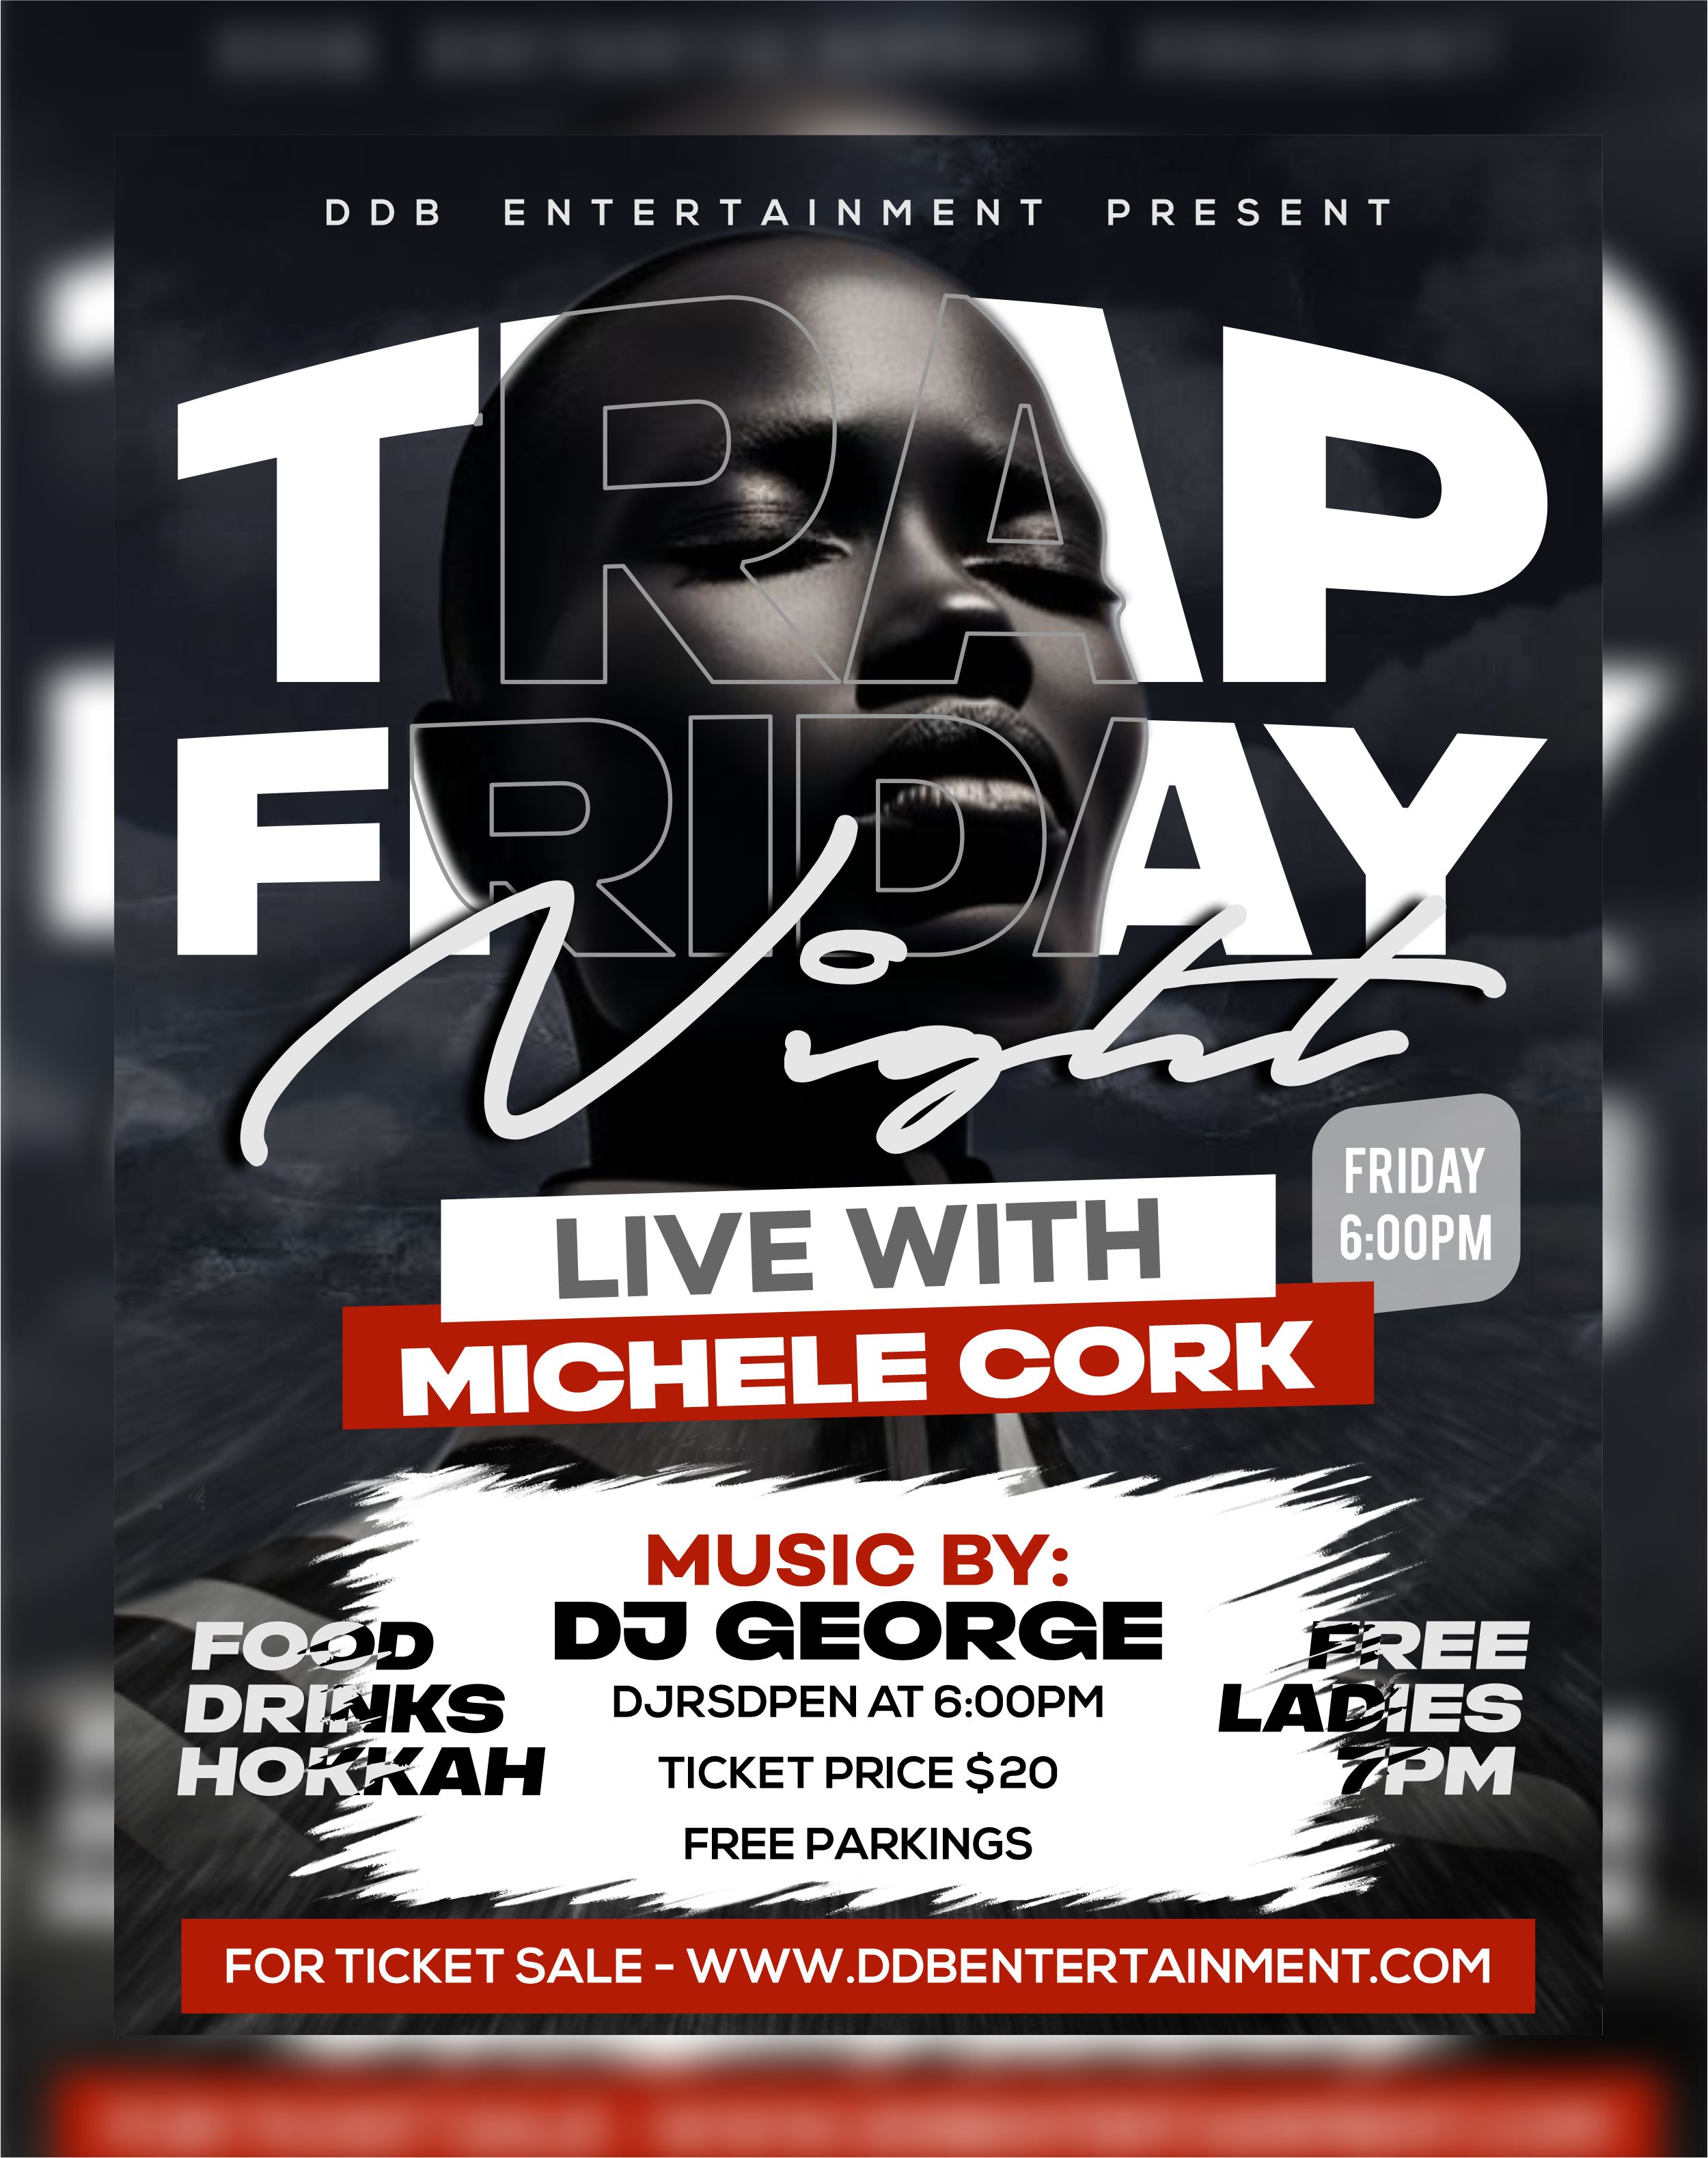 DDB ENTERTAINMENT PRESENT
TRAP
FRIDAY
Night
FRIDAY
6:00PM
LIVE WITH
MICHELE CORK
MUSIC BY:
DJ GEORGE
DJRSDPEN AT 6:00PM
TICKET PRICE $20
FREE PARKINGS
FOOD
DRINKS
HOKKAH
FREE
LADIES
7PM
FOR TICKET SALE - WWW.DDBENTERTAINMENT.COM